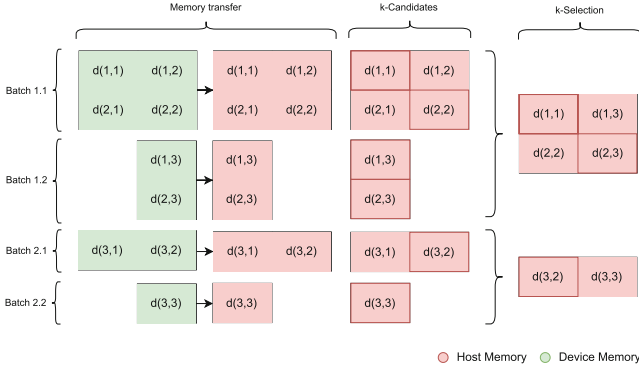 Memory transfer k-Candidates k-Selection
Batch 1.1
d(1,1) d(1,2) d(1,1) d(1,2) d(1,1) d(1,2)
d(2,1) d(2,2) d(2,1) d(2,2) d(2,1) d(2,2)
d(1,1) d(1,3)
d(2,2) d(2,3)
Batch 1.2
d(1,3) d(1,3) d(1,3)
d(2,3) d(2,3) d(2,3)
Batch 2.1
d(3,1) d(3,2) d(3,1) d(3,2) d(3,1) d(3,2)
d(3,2) d(3,3)
Batch 2.2
d(3,3) d(3,3) d(3,3)
Host Memory Device Memory